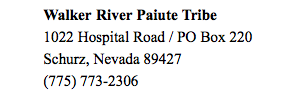 Walker River Paiute Tribe
1022 Hospital Road / PO Box 220
Schurz, Nevada 89427
(775) 773-2306